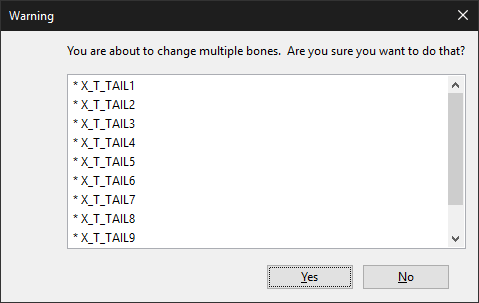 Warning
You are about to change multiple bones.  Are you sure you want to do that?
* X_T_TAIL1
* X_T_TAIL2
* X_T_TAIL3
* X_T_TAIL4
* X_T_TAIL5
* X_T_TAIL6
* X_T_TAIL7
* X_T_TAIL8
* X_T_TAIL9
Yes No